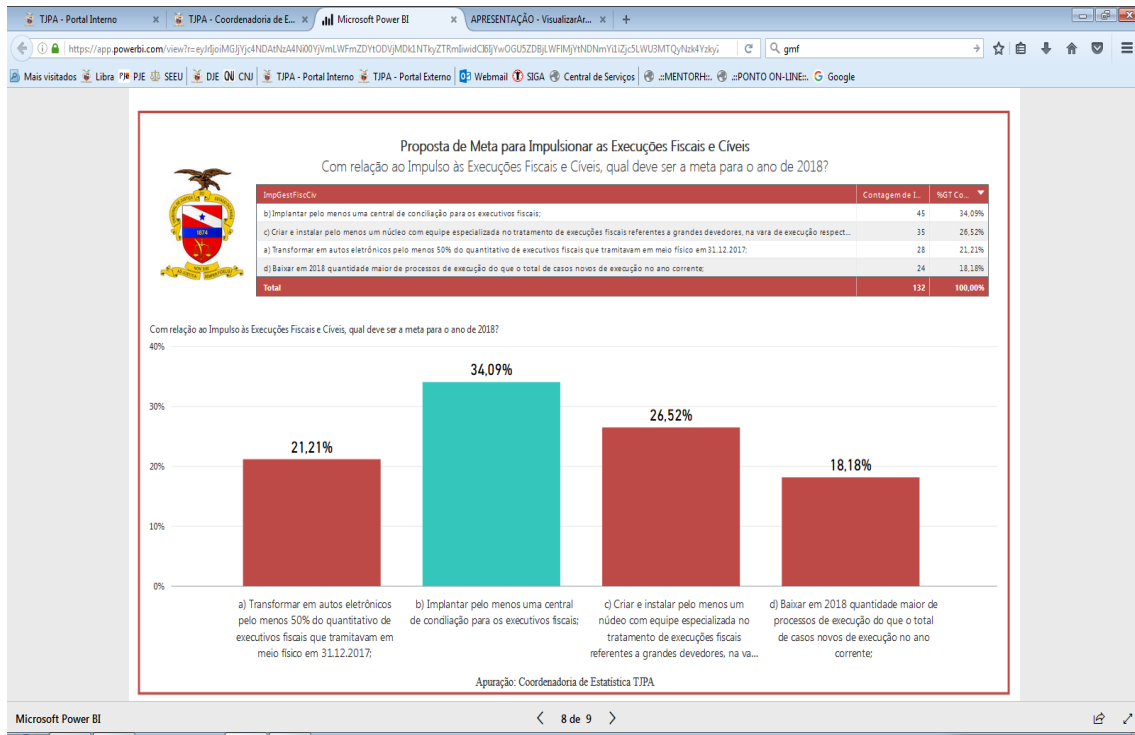 TJPA - Portal Interno
TJPA - Coordenadoria de E...
Microsoft Power BI
APRESENTAÇÃO - VisualizarAr...
https://app.powerbi.com/view?r=
gmf
Mais visitados Libra PJe PJE SEEU DJE CNJ TJPA - Portal Interno TJPA - Portal Externo Webmail SIGA Central de Serviços .::MENTORH::. .::PONTO ON-LINE::. Google
Proposta de Meta para Impulsionar as Execuções Fiscais e Cíveis
Com relação ao Impulso às Execuções Fiscais e Cíveis, qual deve ser a meta para o ano de 2018?
ImpGestFiscCiv Contagem de I... %GT Co...
b) Implantar pelo menos uma central de conciliação para os executivos fiscais; 45 34,09%
c) Criar e instalar pelo menos um núcleo com equipe especializada no tratamento de execuções fiscais referentes a grandes devedores, na vara de execução respect... 35 26,52%
a) Transformar em autos eletrônicos pelo menos 50% do quantitativo de executivos fiscais que tramitavam em meio físico em 31.12.2017; 28 21,21%
d) Baixar em 2018 quantidade maior de processos de execução do que o total de casos novos de execução no ano corrente; 24 18,18%
Total 132 100,00%
1874
Com relação ao Impulso às Execuções Fiscais e Cíveis, qual deve ser a meta para o ano de 2018?
40%
30%
20%
10%
0%
21,21%
34,09%
26,52%
18,18%
a) Transformar em autos eletrônicos
pelo menos 50% do quantitativo de
executivos fiscais que tramitavam em
meio físico em 31.12.2017;
b) Implantar pelo menos uma central
de conciliação para os executivos fiscais;
c) Criar e instalar pelo menos um
núcleo com equipe especializada no
tratamento de execuções fiscais
referentes a grandes devedores, na va...
d) Baixar em 2018 quantidade maior de
processos de execução do que o total
de casos novos de execução no ano
corrente;
Apuração: Coordenadoria de Estatística TJPA
Microsoft Power BI
8 de 9